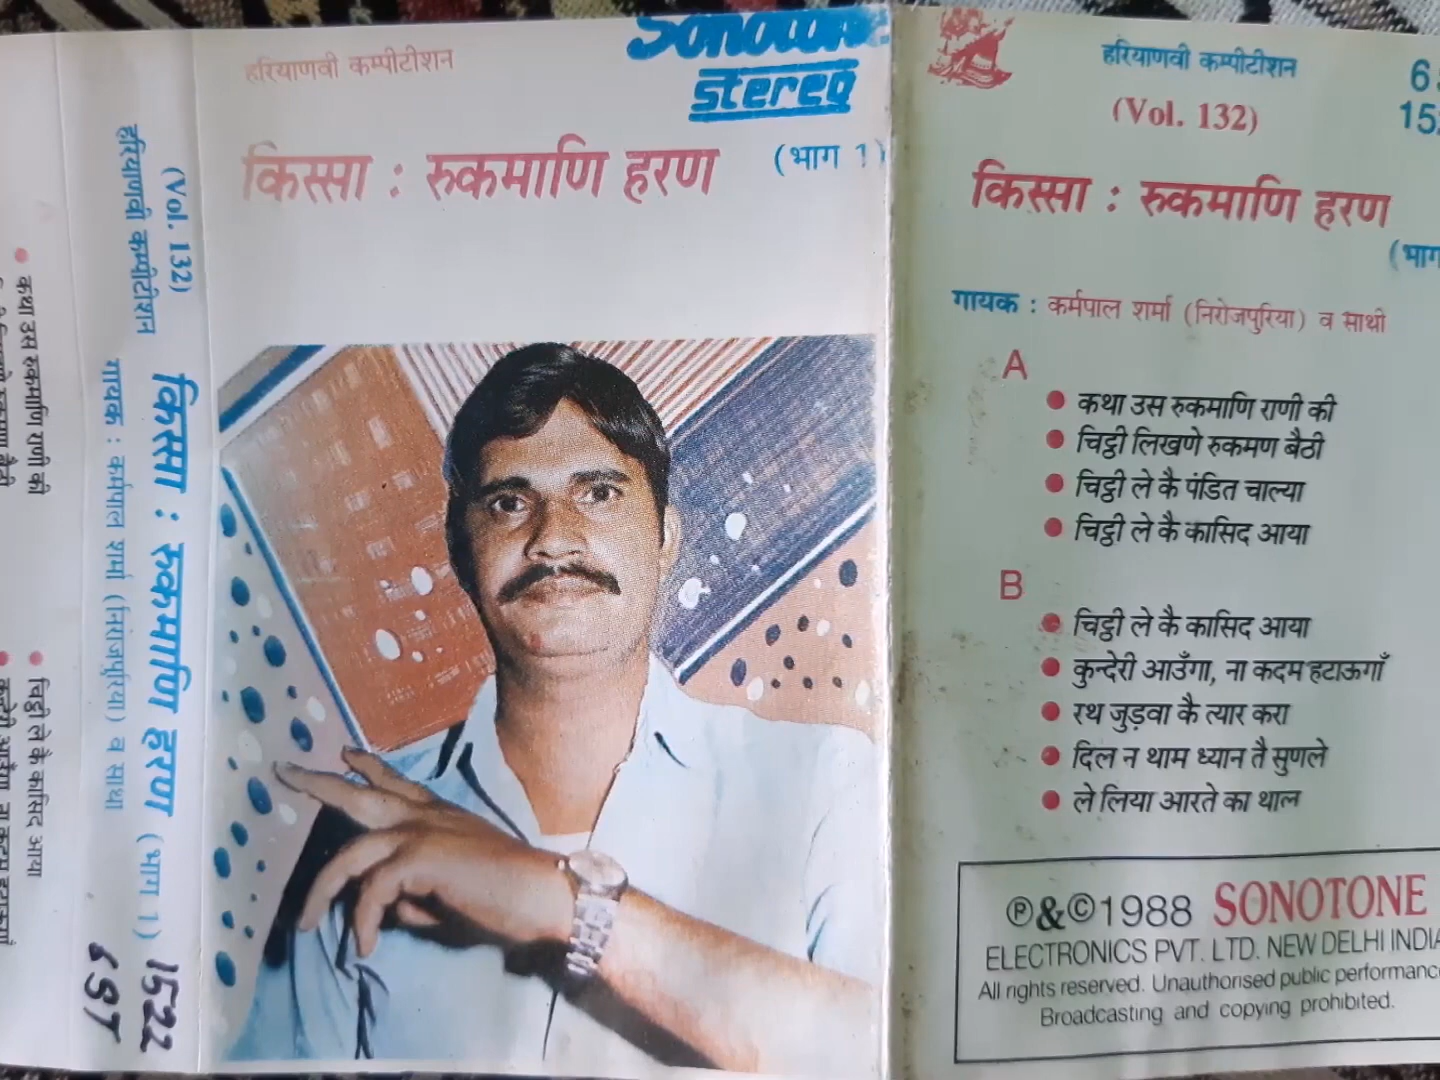 कथा उस रुकमाणि राणी की
चिट्ठी ले कै कासिद आया
(Vol. 132)
हरियाणवी कम्पीटीशन
किस्सा : रुकमाणि हरण (भाग 1)
गायक : कर्मपाल शर्मा (निरोजपुरिया) व साथी
1522
हरियाणवी कम्पीटीशन
Sonotone
stereo
किस्सा : रुकमाणि हरण
(भाग 1)
हरियाणवी कम्पीटीशन
(Vol. 132)
किस्सा : रुकमाणि हरण
(भाग
गायक : कर्मपाल शर्मा (निरोजपुरिया) व साथी
A
• कथा उस रुकमाणि राणी की
• चिट्ठी लिखणे रुकमण बैठी
• चिट्ठी ले कै पंडित चाल्या
• चिट्ठी ले कै कासिद आया
B
• चिट्ठी ले कै कासिद आया
• कुन्देरी आउँगा, ना कदम हटाऊगाँ
• रथ जुड़वा कै त्यार करा
• दिल न थाम ध्यान तै सुणले
• ले लिया आरते का थाल
℗&©1988 SONOTONE
ELECTRONICS PVT. LTD. NEW DELHI INDIA
All rights reserved. Unauthorised public performance
Broadcasting and copying prohibited.